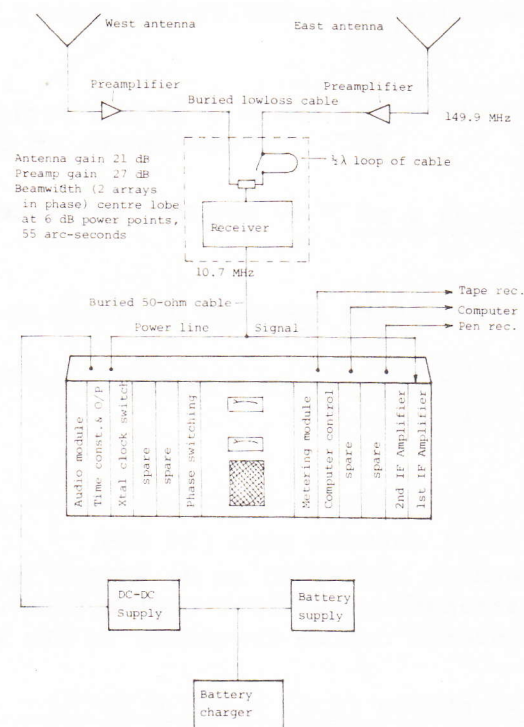 West antenna
East antenna
Preamplifier
Preamplifier
Buried lowloss cable
149.9 MHz
Antenna gain 21 dB
Preamp gain 27 dB
Beamwidth (2 arrays
in phase) centre lobe
at 6 dB power points,
55 arc-seconds
½λ loop of cable
Receiver
10.7 MHz
Buried 50-ohm cable
Tape rec.
Computer
Pen rec.
Power line
Signal
Audio module
Time const.& O/P
Xtal clock switch
spare
spare
Phase switching
Metering module
Computer control
spare
spare
2nd IF Amplifier
1st IF Amplifier
DC-DC
Supply
Battery
supply
Battery
charger